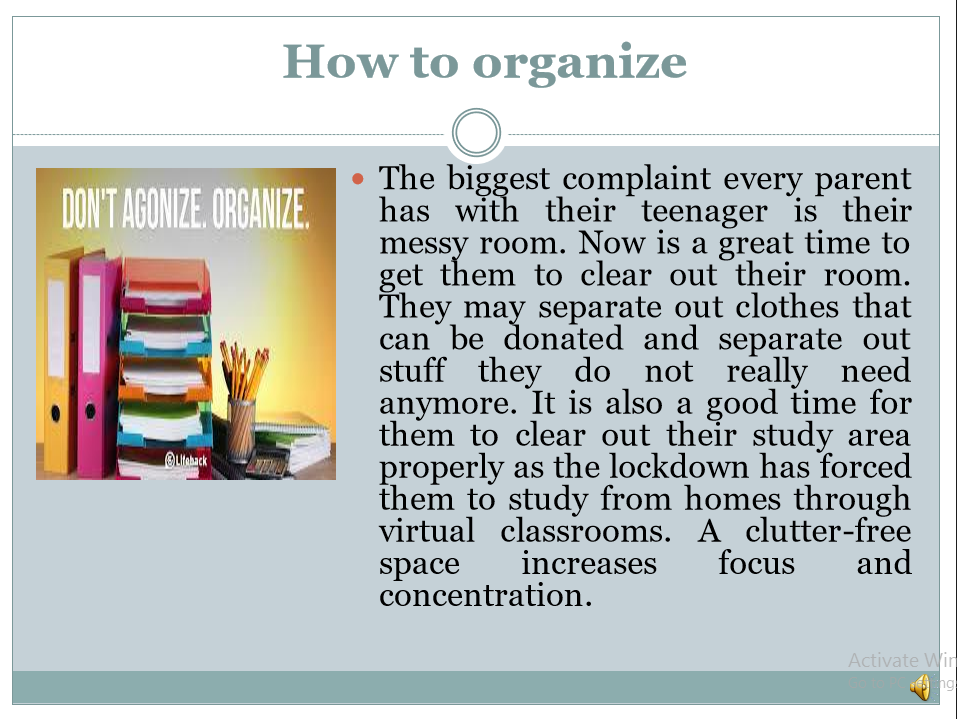 How to organize
DON'T AGONIZE. ORGANIZE.
Lifehack
The biggest complaint every parent
has with their teenager is their
messy room. Now is a great time to
get them to clear out their room.
They may separate out clothes that
can be donated and separate out
stuff they do not really need
anymore. It is also a good time for
them to clear out their study area
properly as the lockdown has forced
them to study from homes through
virtual classrooms. A clutter-free
space increases focus and
concentration.
Activate Win